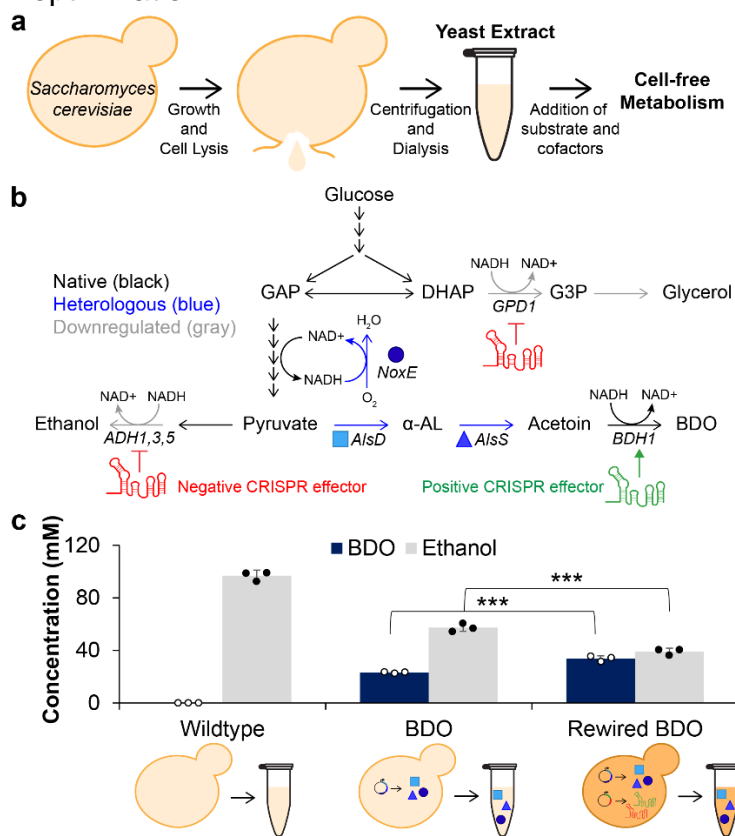 a
Yeast Extract
Saccharomyces
cerevisiae
Growth
and
Cell Lysis
Centrifugation
and
Dialysis
Addition of
substrate and
cofactors
Cell-free
Metabolism
b
Glucose
Native (black)
Heterologous (blue)
Downregulated (gray)
GAP
DHAP
NADH
NAD+
GPD1
G3P
Glycerol
NAD+
H2O
NADH
O2
NoxE
NAD+
NADH
Ethanol
ADH1,3,5
Pyruvate
AlsD
α-AL
AlsS
Acetoin
NADH
NAD+
BDH1
BDO
Negative CRISPR effector
Positive CRISPR effector
c
Concentration (mM)
120
80
40
0
BDO
Ethanol
***
***
Wildtype
BDO
Rewired BDO